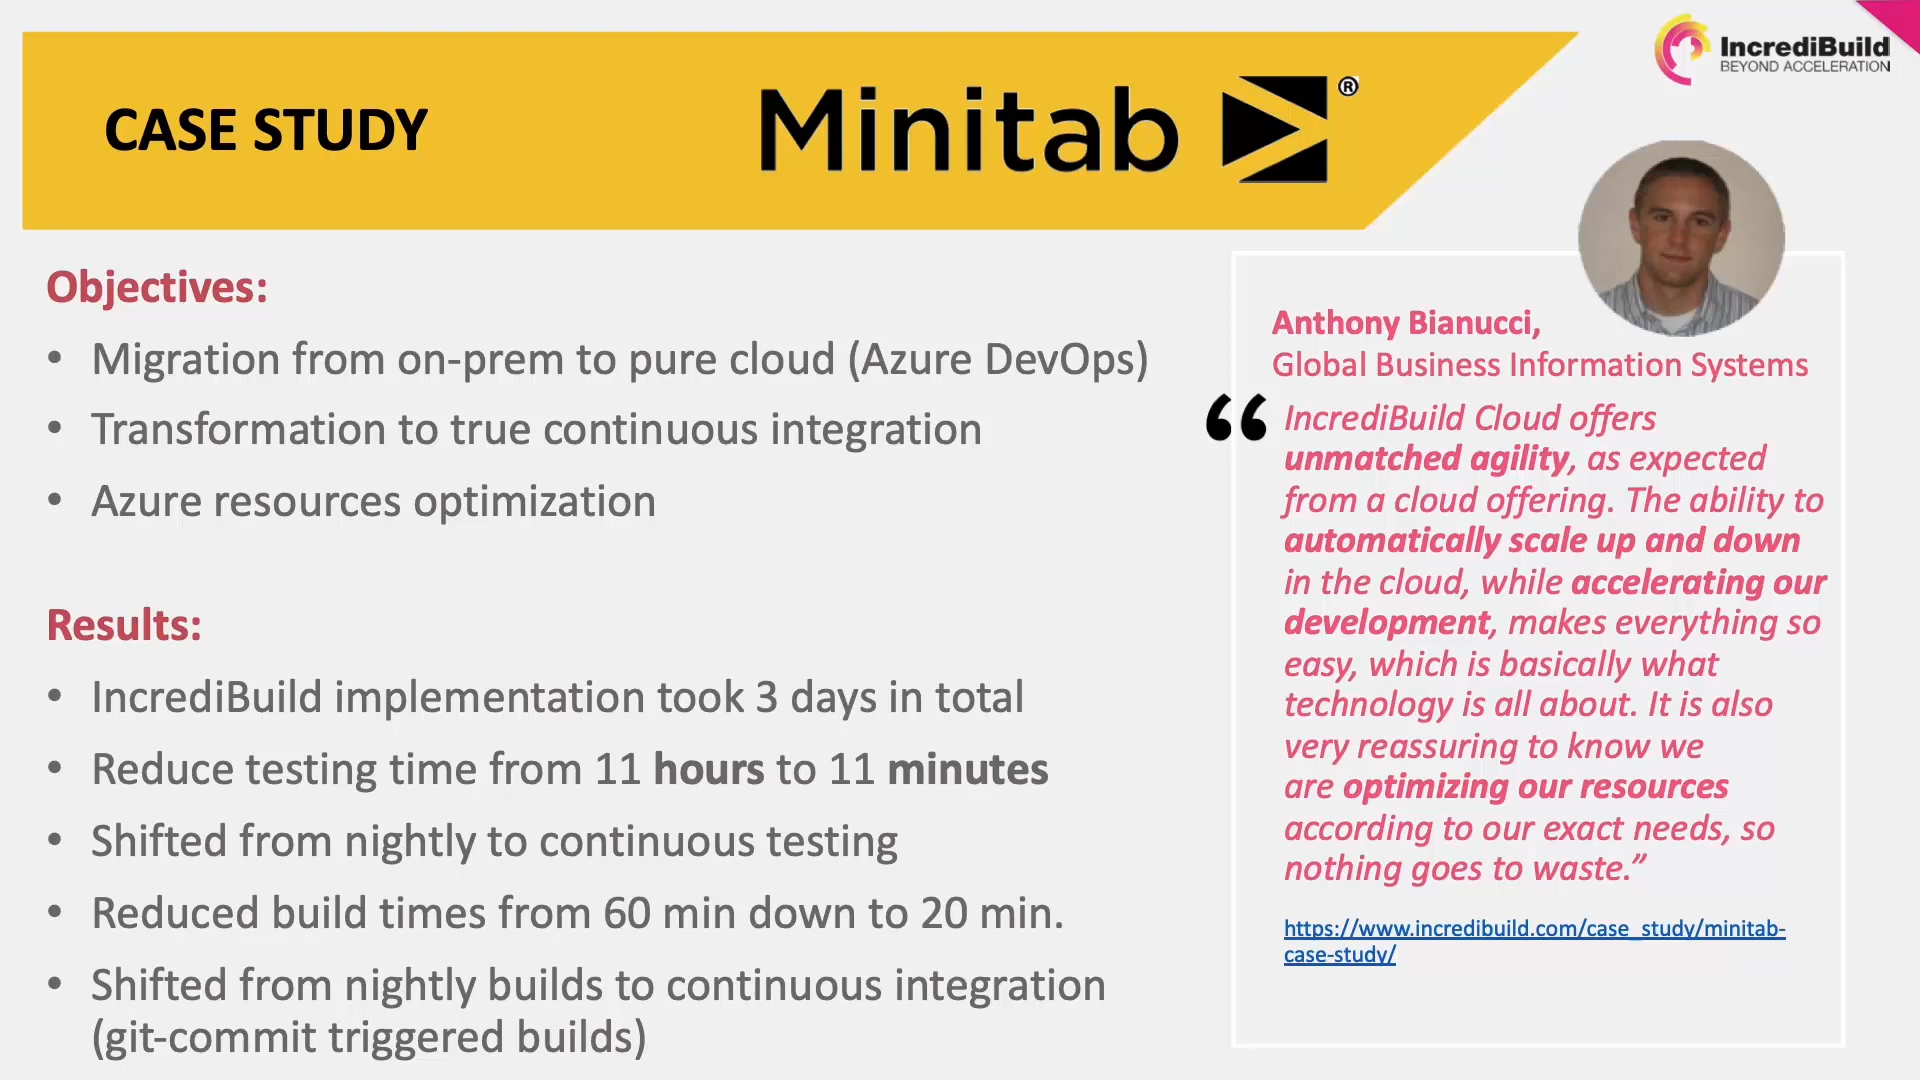 IncrediBuild
BEYOND ACCELERATION
CASE STUDY
Minitab ®
Objectives:
• Migration from on-prem to pure cloud (Azure DevOps)
• Transformation to true continuous integration
• Azure resources optimization
Results:
• IncrediBuild implementation took 3 days in total
• Reduce testing time from 11 hours to 11 minutes
• Shifted from nightly to continuous testing
• Reduced build times from 60 min down to 20 min.
• Shifted from nightly builds to continuous integration
(git-commit triggered builds)
Anthony Bianucci,
Global Business Information Systems
“ IncrediBuild Cloud offers
unmatched agility, as expected
from a cloud offering. The ability to
automatically scale up and down
in the cloud, while accelerating our
development, makes everything so
easy, which is basically what
technology is all about. It is also
very reassuring to know we
are optimizing our resources
according to our exact needs, so
nothing goes to waste.”
https://www.incredibuild.com/case_study/minitab-
case-study/